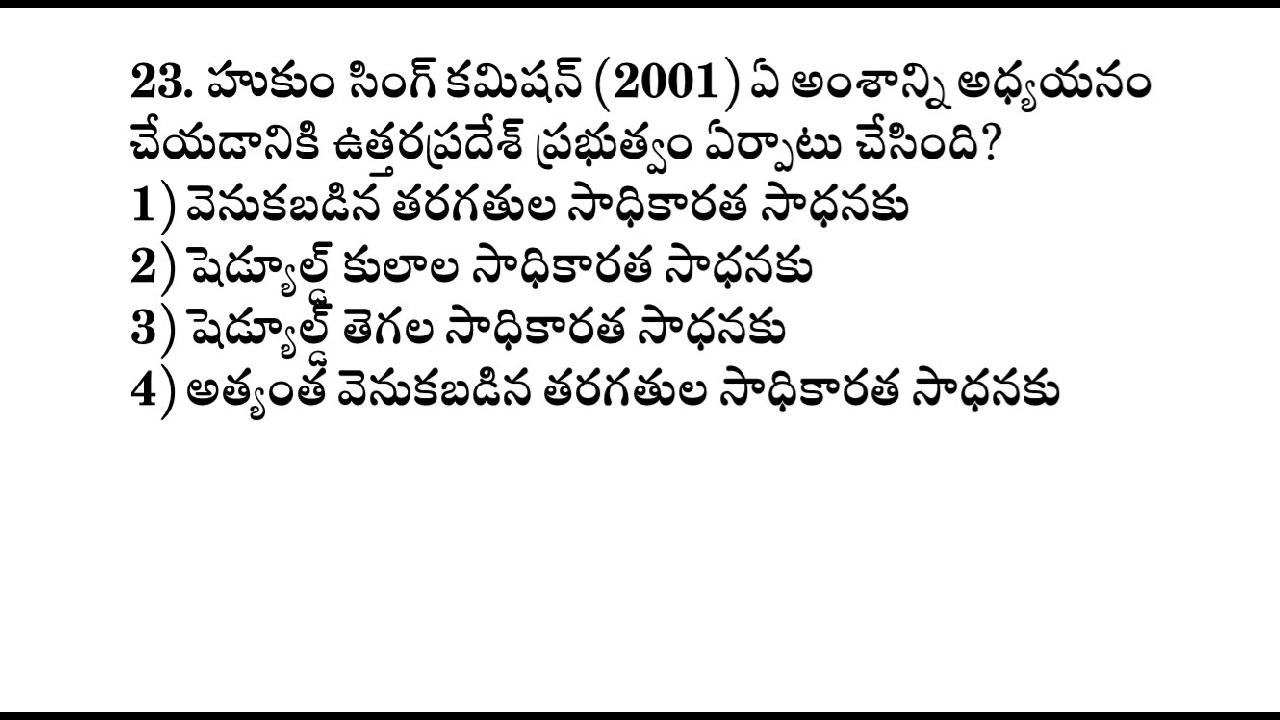 23. హుకుం సింగ్ కమిషన్ (2001) ఏ అంశాన్ని అధ్యయనం
చేయడానికి ఉత్తరప్రదేశ్ ప్రభుత్వం ఏర్పాటు చేసింది?
1) వెనుకబడిన తరగతుల సాధికారత సాధనకు
2) షెడ్యూల్డ్ కులాల సాధికారత సాధనకు
3) షెడ్యూల్డ్ తెగల సాధికారత సాధనకు
4) అత్యంత వెనుకబడిన తరగతుల సాధికారత సాధనకు